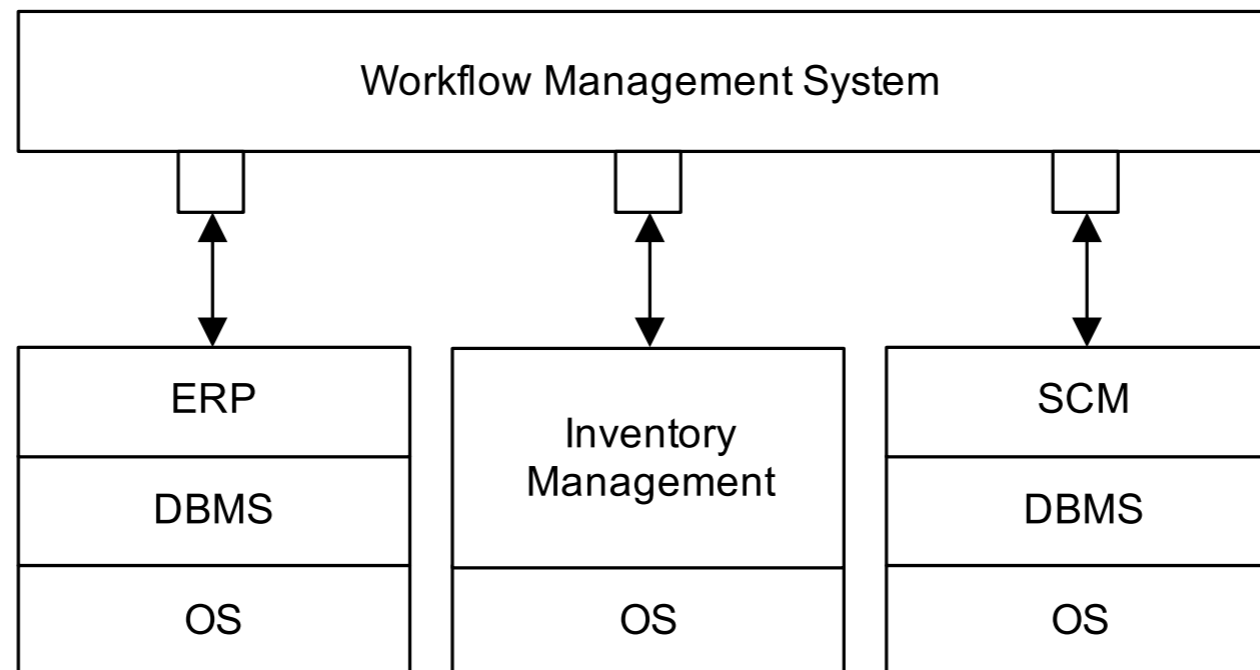 Workflow Management System
ERP
DBMS
OS
Inventory
Management
OS
SCM
DBMS
OS